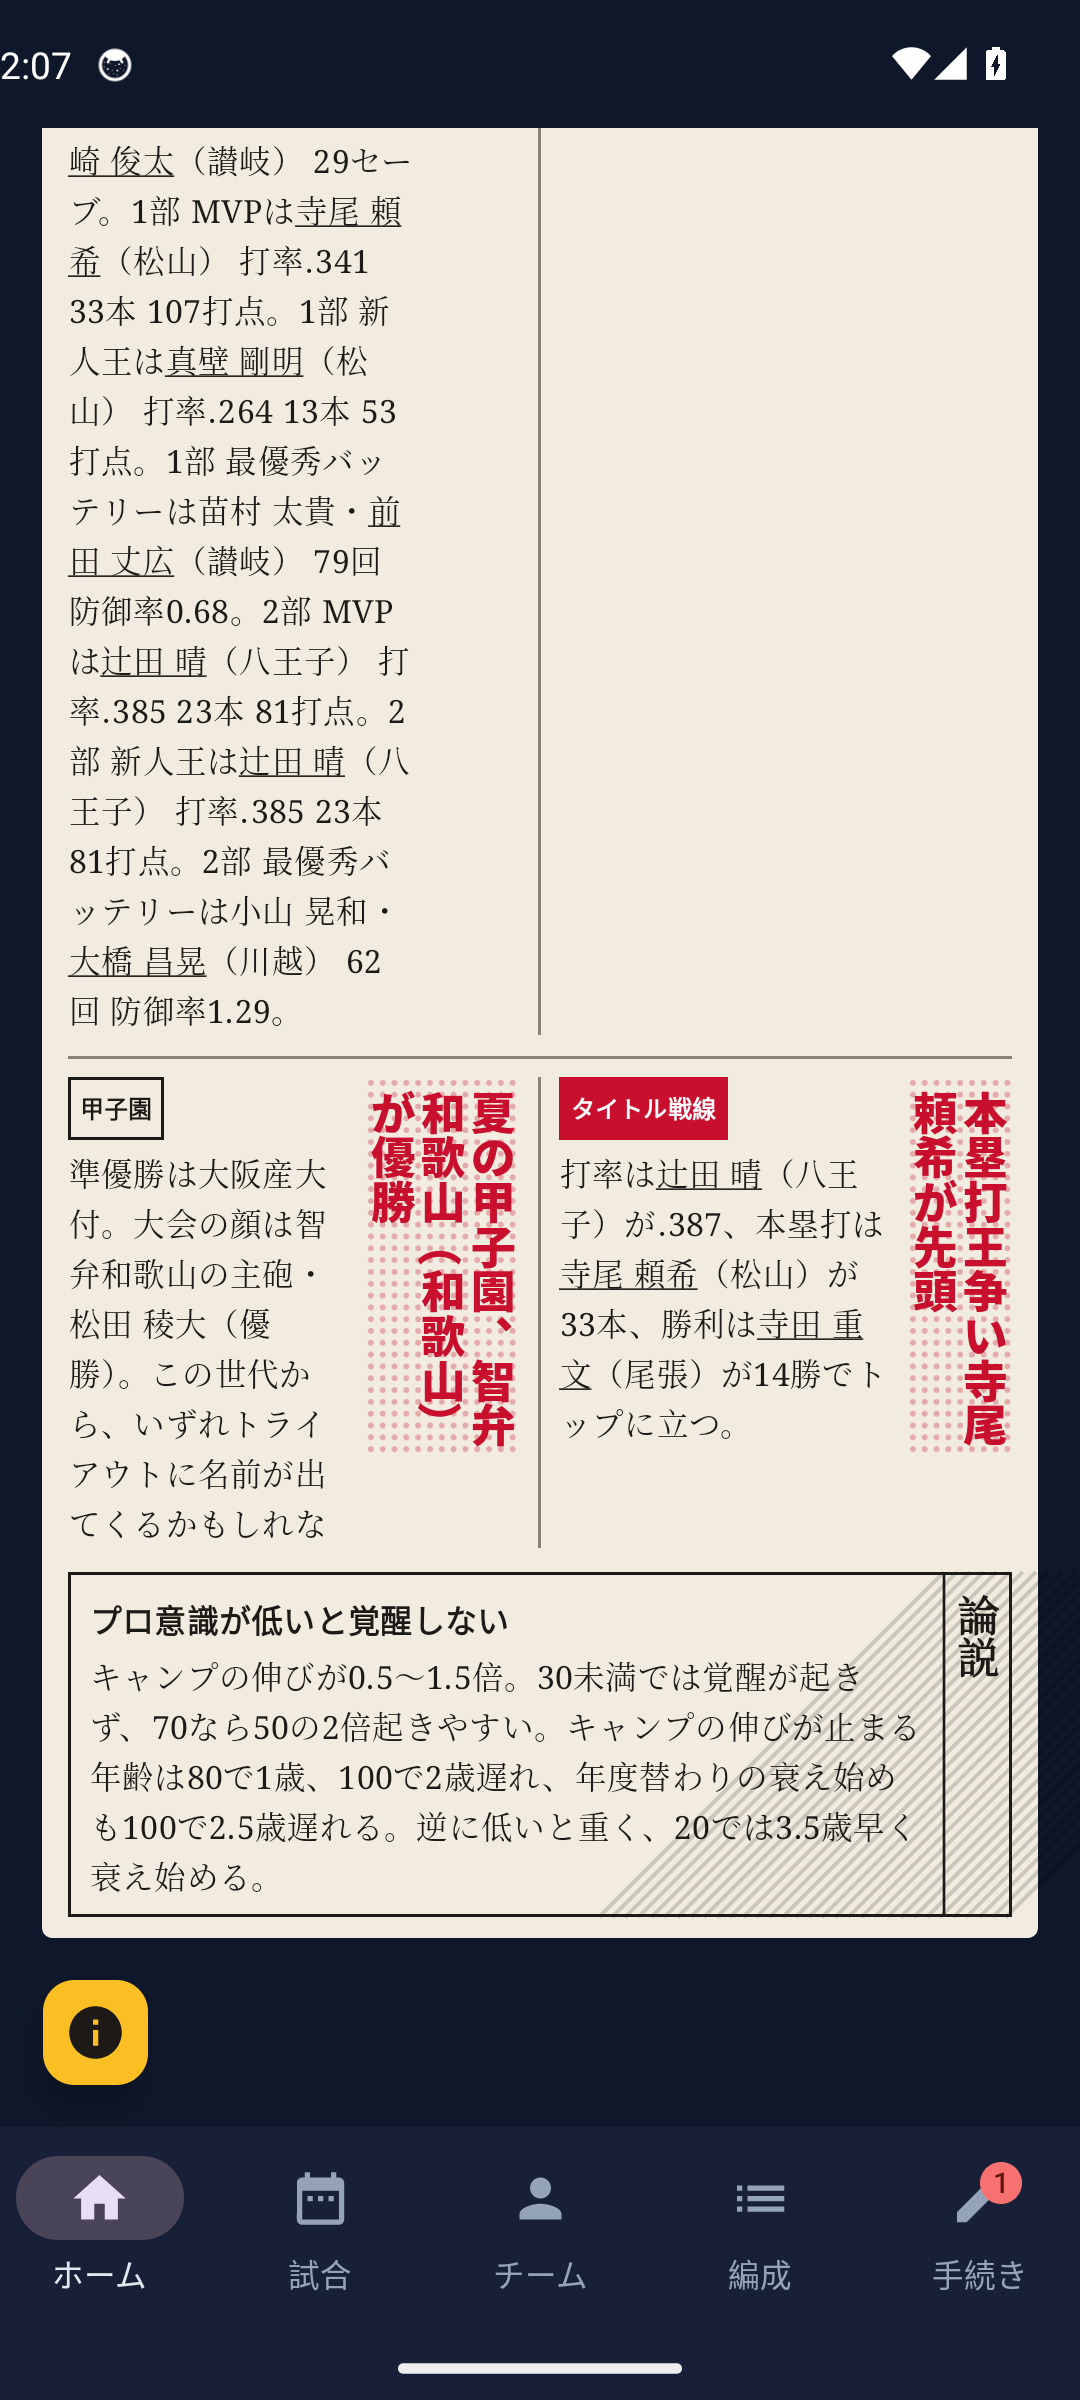 2:07
崎 俊太（讃岐） 29セー
ブ。1部 MVPは寺尾 頼
希（松山） 打率.341
33本 107打点。1部 新
人王は真壁 剛明（松
山） 打率.264 13本 53
打点。1部 最優秀バッ
テリーは苗村 太貴・前
田 丈広（讃岐） 79回
防御率0.68。2部 MVP
は辻田 晴（八王子） 打
率.385 23本 81打点。2
部 新人王は辻田 晴（八
王子） 打率.385 23本
81打点。2部 最優秀バ
ッテリーは小山 晃和・
大橋 昌晃（川越） 62
回 防御率1.29。
甲子園
夏の甲子園、智弁
和歌山（和歌山）
が優勝
準優勝は大阪産大
付。大会の顔は智
弁和歌山の主砲・
松田 稜大（優
勝）。この世代か
ら、いずれトライ
アウトに名前が出
てくるかもしれな
タイトル戦線
本塁打王争い寺尾
頼希が先頭
打率は辻田 晴（八王
子）が.387、本塁打は
寺尾 頼希（松山）が
33本、勝利は寺田 重
文（尾張）が14勝でト
ップに立つ。
論説
プロ意識が低いと覚醒しない
キャンプの伸びが0.5〜1.5倍。30未満では覚醒が起き
ず、70なら50の2倍起きやすい。キャンプの伸びが止まる
年齢は80で1歳、100で2歳遅れ、年度替わりの衰え始め
も100で2.5歳遅れる。逆に低いと重く、20では3.5歳早く
衰え始める。
1
ホーム
試合
チーム
編成
手続き